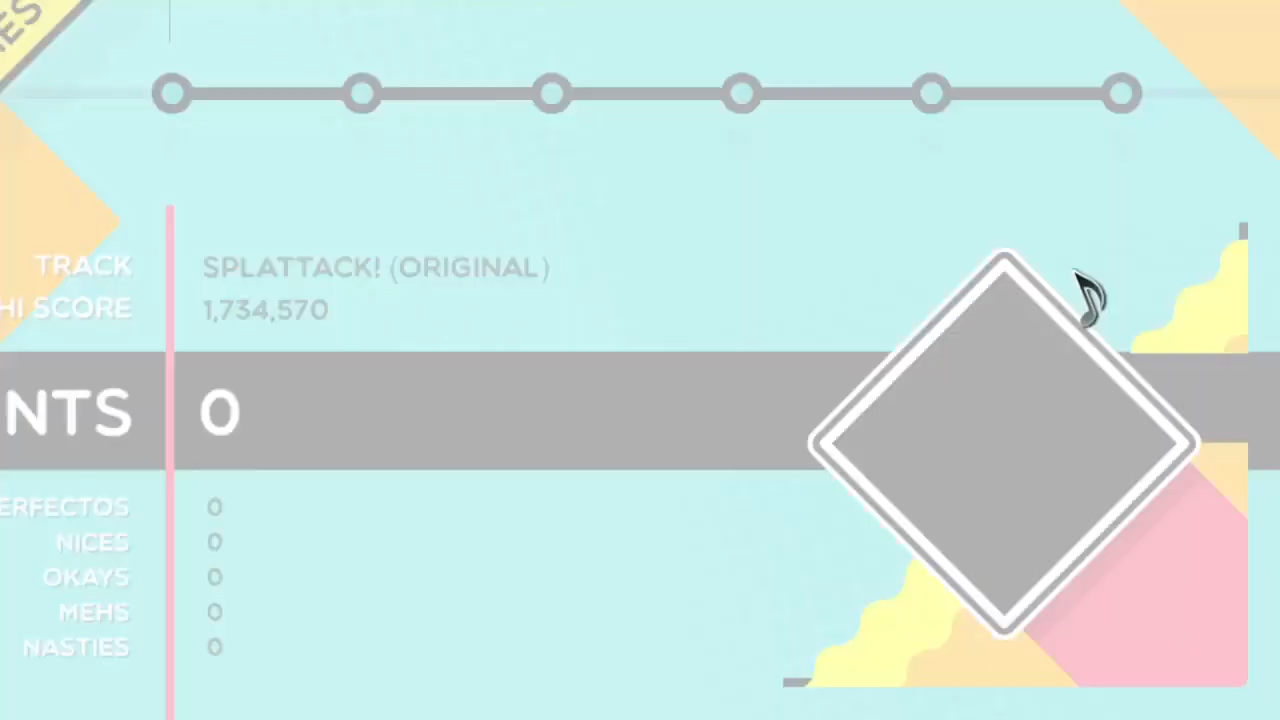 ES
TRACK SPLATTACK! (ORIGINAL)
HI SCORE 1,734,570
NTS 0
ERFECTOS 0
NICES 0
OKAYS 0
MEHS 0
NASTIES 0